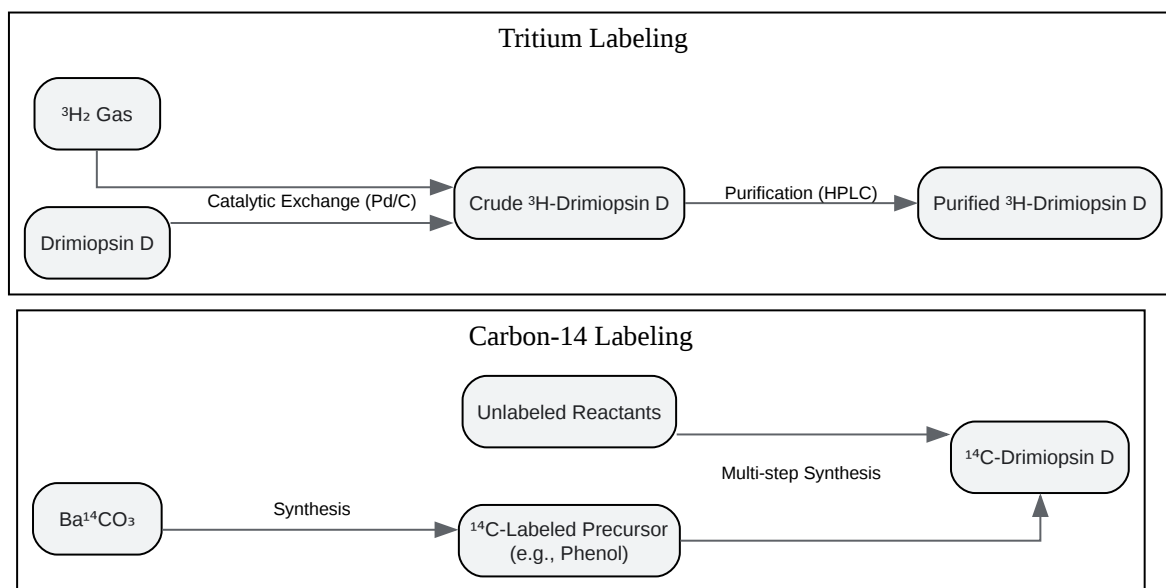 Tritium Labeling
³H₂ Gas
Catalytic Exchange (Pd/C)
Drimiopsin D
Crude ³H-Drimiopsin D
Purification (HPLC)
Purified ³H-Drimiopsin D
Carbon-14 Labeling
Unlabeled Reactants
Multi-step Synthesis
¹⁴C-Drimiopsin D
Ba¹⁴CO₃
Synthesis
¹⁴C-Labeled Precursor
(e.g., Phenol)